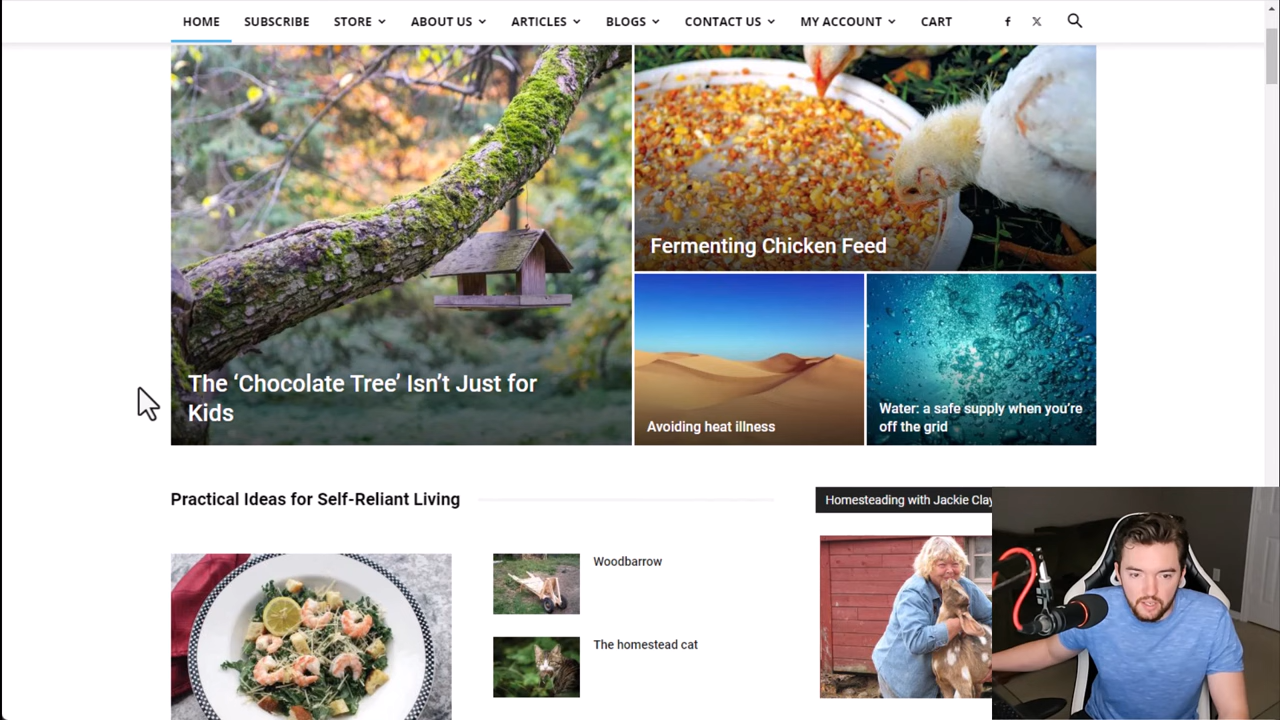 HOME SUBSCRIBE STORE ABOUT US ARTICLES BLOGS CONTACT US MY ACCOUNT CART
Fermenting Chicken Feed
The ‘Chocolate Tree’ Isn’t Just for
Kids
Avoiding heat illness
Water: a safe supply when you’re
off the grid
Practical Ideas for Self-Reliant Living
Homesteading with Jackie Clay
Woodbarrow
The homestead cat